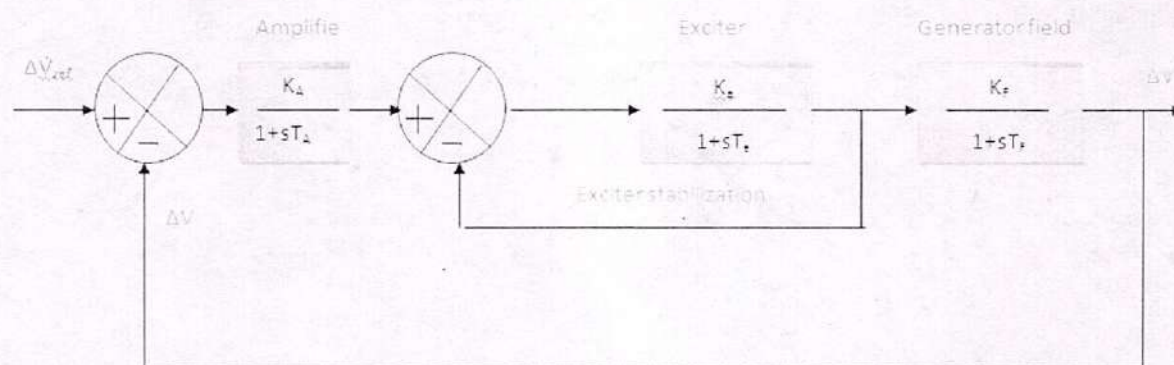 Amplifie
Exciter
Generator field
ΔV_ref
+
−
K_A
1+sT_A
+
−
K_e
1+sT_e
K_F
1+sT_F
ΔV
Exciter stabilization
ΔV